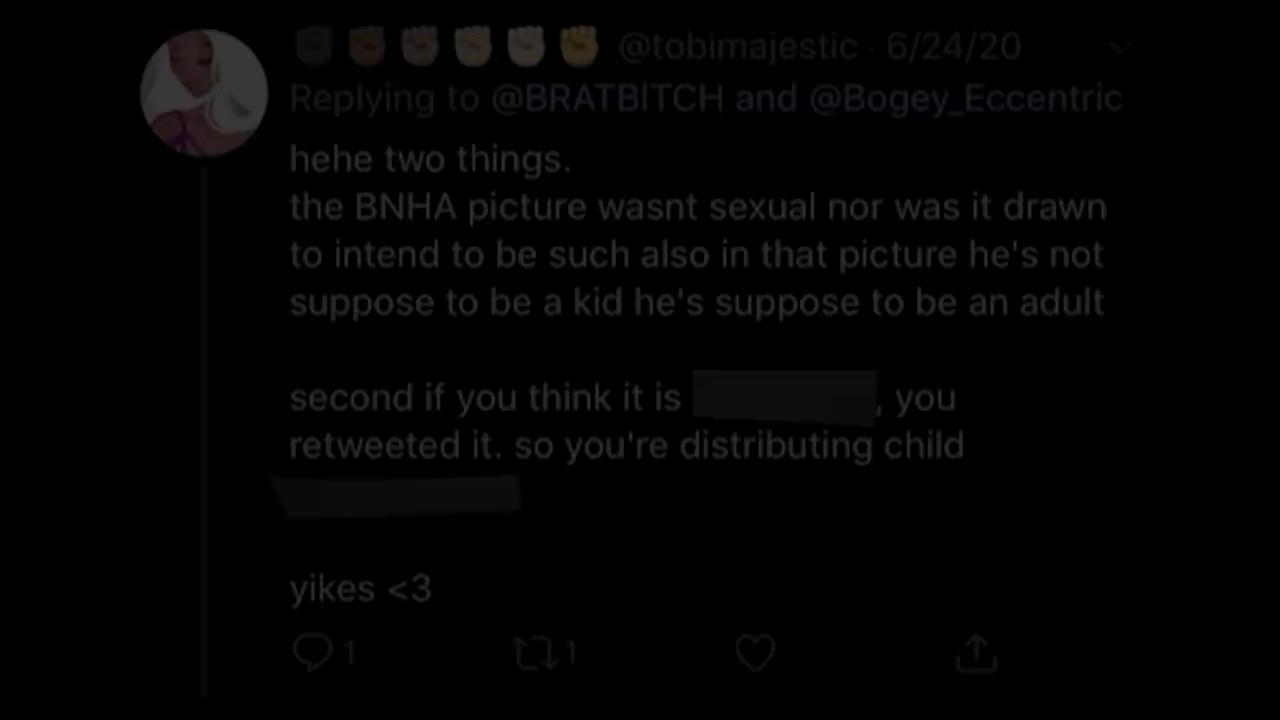 ✊🏿 ✊🏾 ✊🏽 ✊🏼 ✊🏻 ✊ @tobimajestic · 6/24/20
Replying to @BRATBITCH and @Bogey_Eccentric
hehe two things.
the BNHA picture wasnt sexual nor was it drawn
to intend to be such also in that picture he's not
suppose to be a kid he's suppose to be an adult
second if you think it is , you
retweeted it. so you're distributing child
yikes <3
1 1